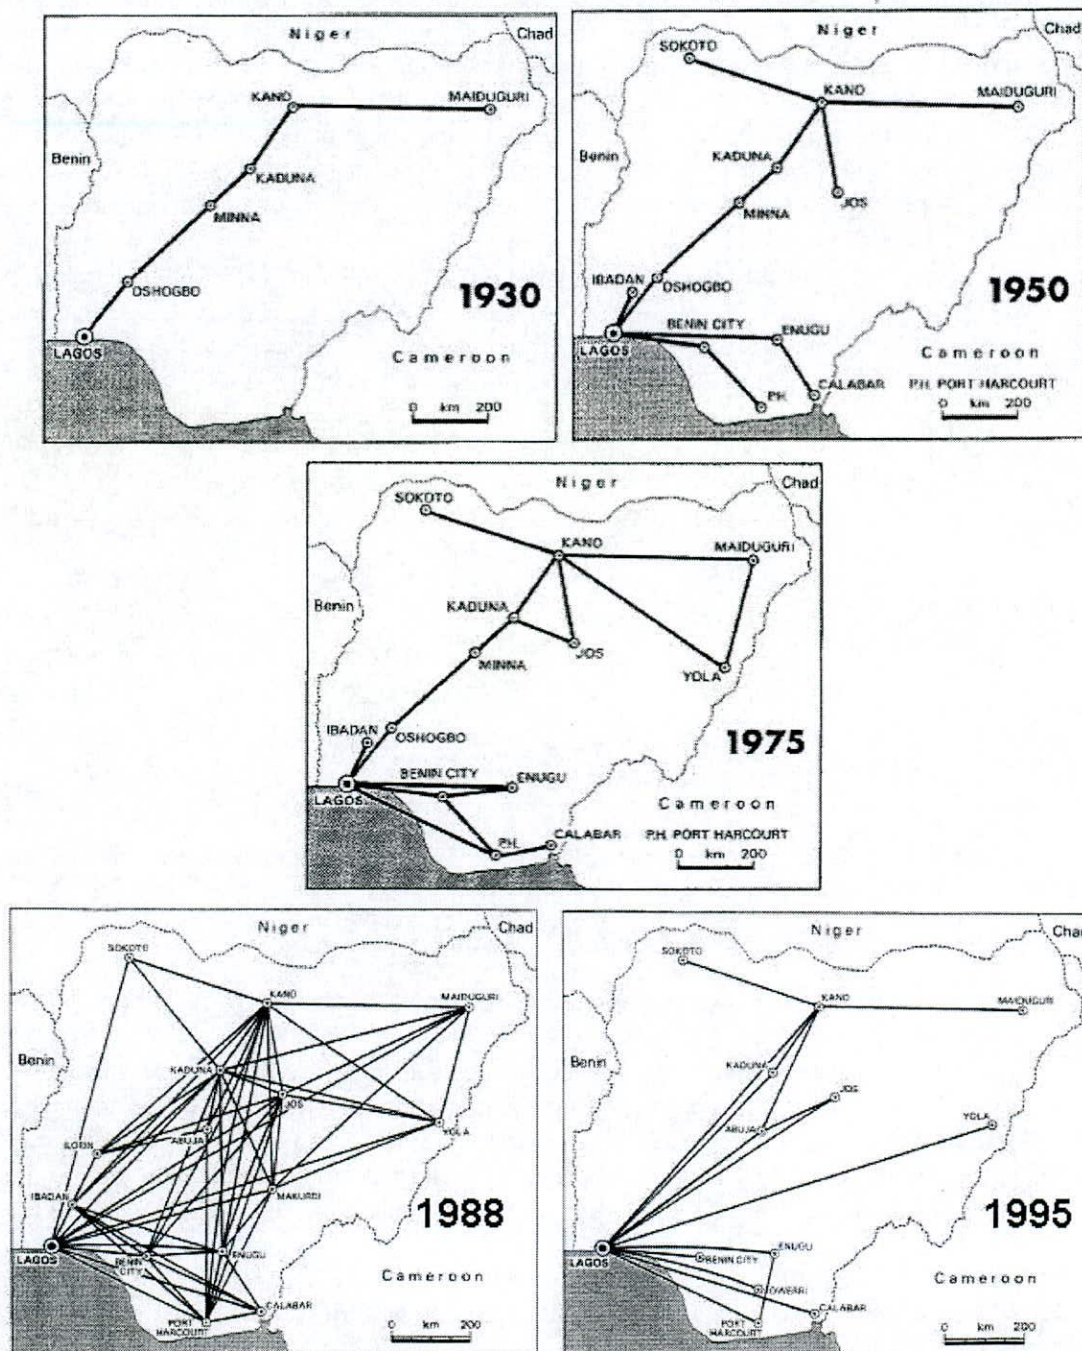 Niger
Chad
KANO
MAIDUGURI
Benin
KADUNA
MINNA
OSHOGBO
1930
LAGOS
Cameroon
0 km 200
Niger
Chad
SOKOTO
KANO
MAIDUGURI
Benin
KADUNA
MINNA
JOS
IBADAN
OSHOGBO
1950
BENIN CITY
ENUGU
LAGOS
Cameroon
P.H.
CALABAR
P.H. PORT HARCOURT
0 km 200
Niger
Chad
SOKOTO
KANO
MAIDUGURI
Benin
KADUNA
MINNA
JOS
YOLA
IBADAN
OSHOGBO
1975
BENIN CITY
ENUGU
LAGOS
Cameroon
P.H.
CALABAR
P.H. PORT HARCOURT
0 km 200
Niger
Chad
SOKOTO
KANO
MAIDUGURI
Benin
KADUNA
JOS
ABUJA
YOLA
ILORIN
IBADAN
MAKURDI
1988
LAGOS
BENIN
CITY
ENUGU
Cameroon
CALABAR
PORT
HARCOURT
0 km 200
Niger
Chad
SOKOTO
KANO
MAIDUGURI
Benin
KADUNA
JOS
ABUJA
YOLA
1995
LAGOS
ENUGU
BENIN CITY
OWERRI
Cameroon
CALABAR
PORT
HARCOURT
0 km 200